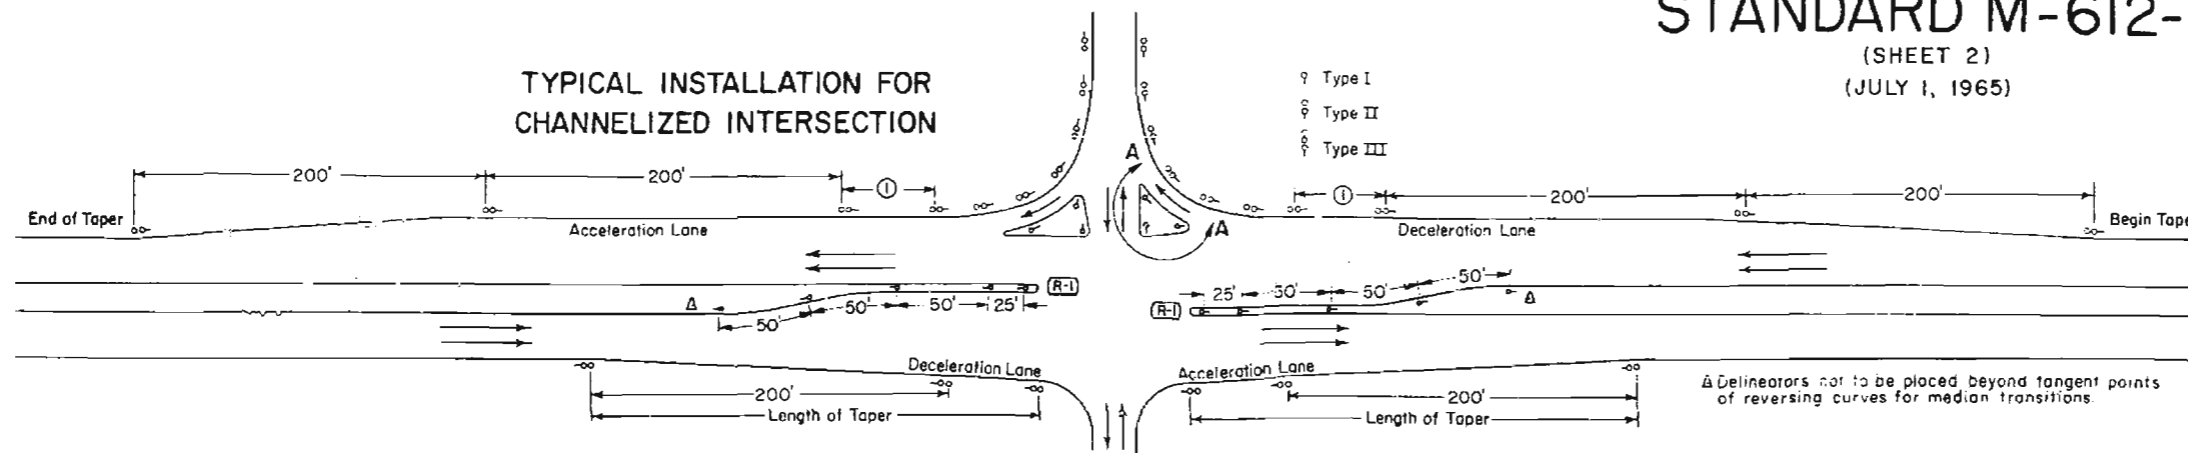 STANDARD M-612-
(SHEET 2)
(JULY 1, 1965)
TYPICAL INSTALLATION FOR
CHANNELIZED INTERSECTION
Type I
Type II
Type III
200'
200'
1
A
1
200'
200'
End of Taper
Acceleration Lane
A
Deceleration Lane
Begin Tape
R-1
Δ
50'
50'
50'
25'
R-1
25'
50'
50'
50'
Δ
Deceleration Lane
200'
Length of Taper
Acceleration Lane
200'
Length of Taper
Δ Delineators not to be placed beyond tangent points
of reversing curves for median transitions.